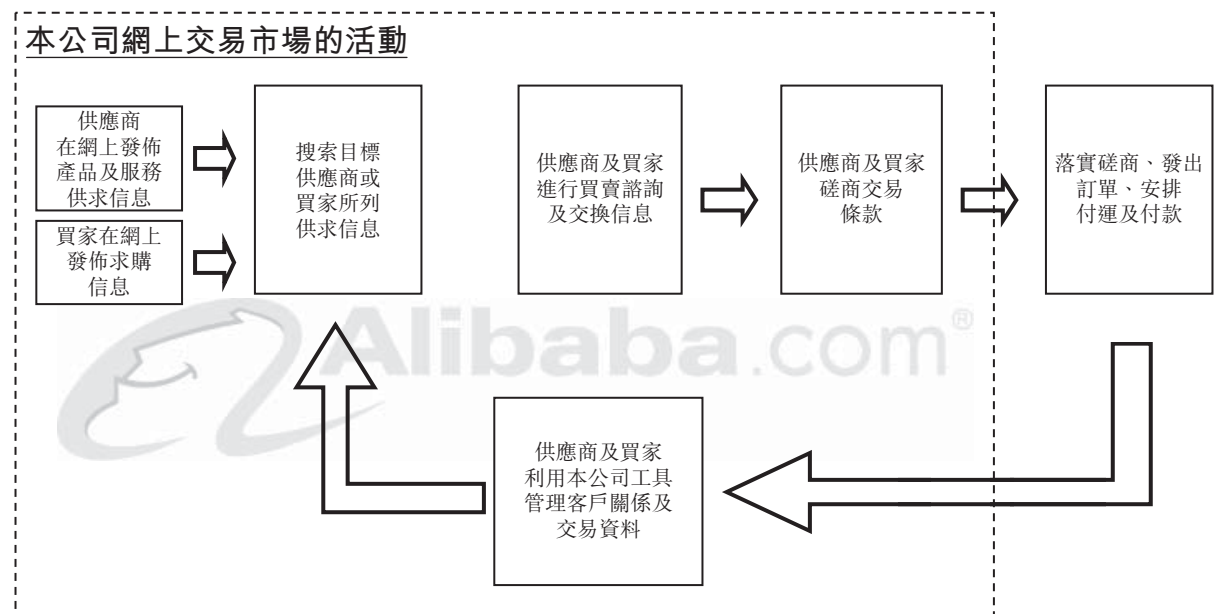 本公司網上交易市場的活動
供應商
在網上發佈
產品及服務
供求信息
買家在網上
發佈求購
信息
搜索目標
供應商或
買家所列
供求信息
供應商及買家
進行買賣諮詢
及交換信息
供應商及買家
磋商交易
條款
落實磋商、發出
訂單、安排
付運及付款
Alibaba.com®
供應商及買家
利用本公司工具
管理客戶關係及
交易資料